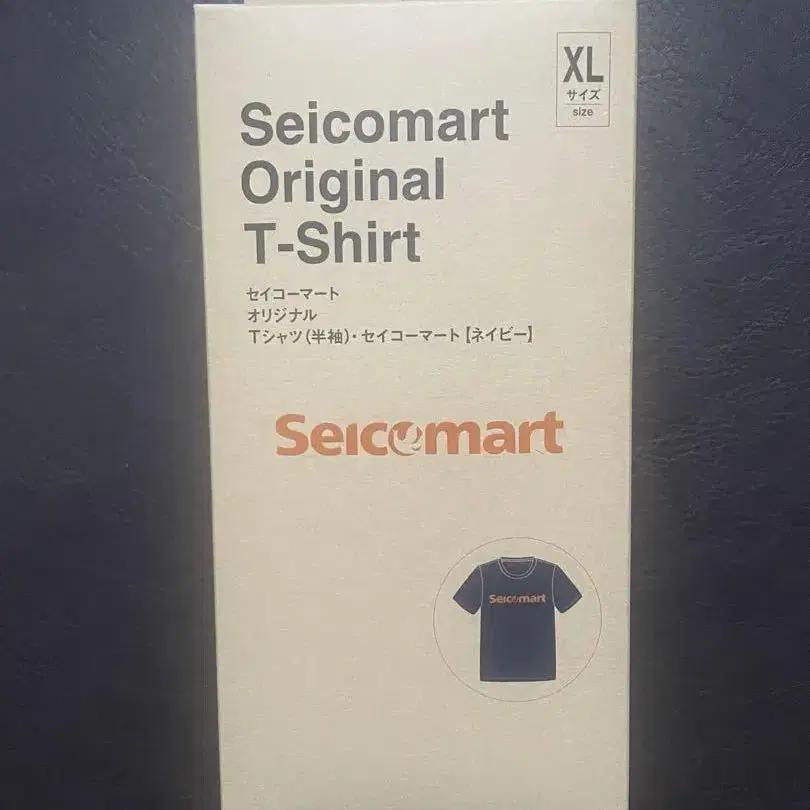 XL
サイズ
size
Seicomart
Original
T-Shirt
セイコーマート
オリジナル
Tシャツ(半袖)・セイコーマート【ネイビー】
Seicomart
Seicomart